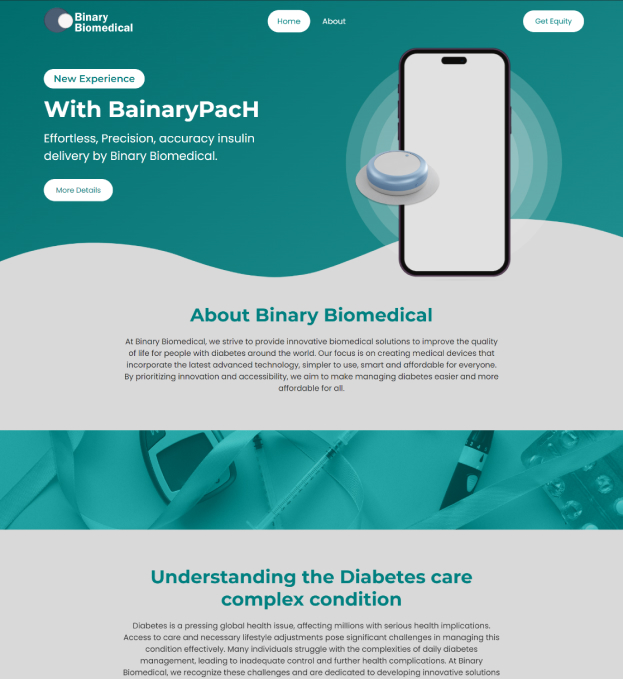 Binary
Biomedical
Home
About
Get Equity
New Experience
With BainaryPacH
Effortless, Precision, accuracy insulin
delivery by Binary Biomedical.
More Details
About Binary Biomedical
At Binary Biomedical, we strive to provide innovative biomedical solutions to improve the quality
of life for people with diabetes around the world. Our focus is on creating medical devices that
incorporate the latest advanced technology, simpler to use, smart and affordable for everyone.
By prioritizing innovation and accessibility, we aim to make managing diabetes easier and more
affordable for all.
Understanding the Diabetes care
complex condition
Diabetes is a pressing global health issue, affecting millions with serious health implications.
Access to care and necessary lifestyle adjustments pose significant challenges in managing this
condition effectively. Many individuals struggle with the complexities of daily diabetes
management, leading to inadequate control and further health complications. At Binary
Biomedical, we recognize these challenges and are dedicated to developing innovative solutions